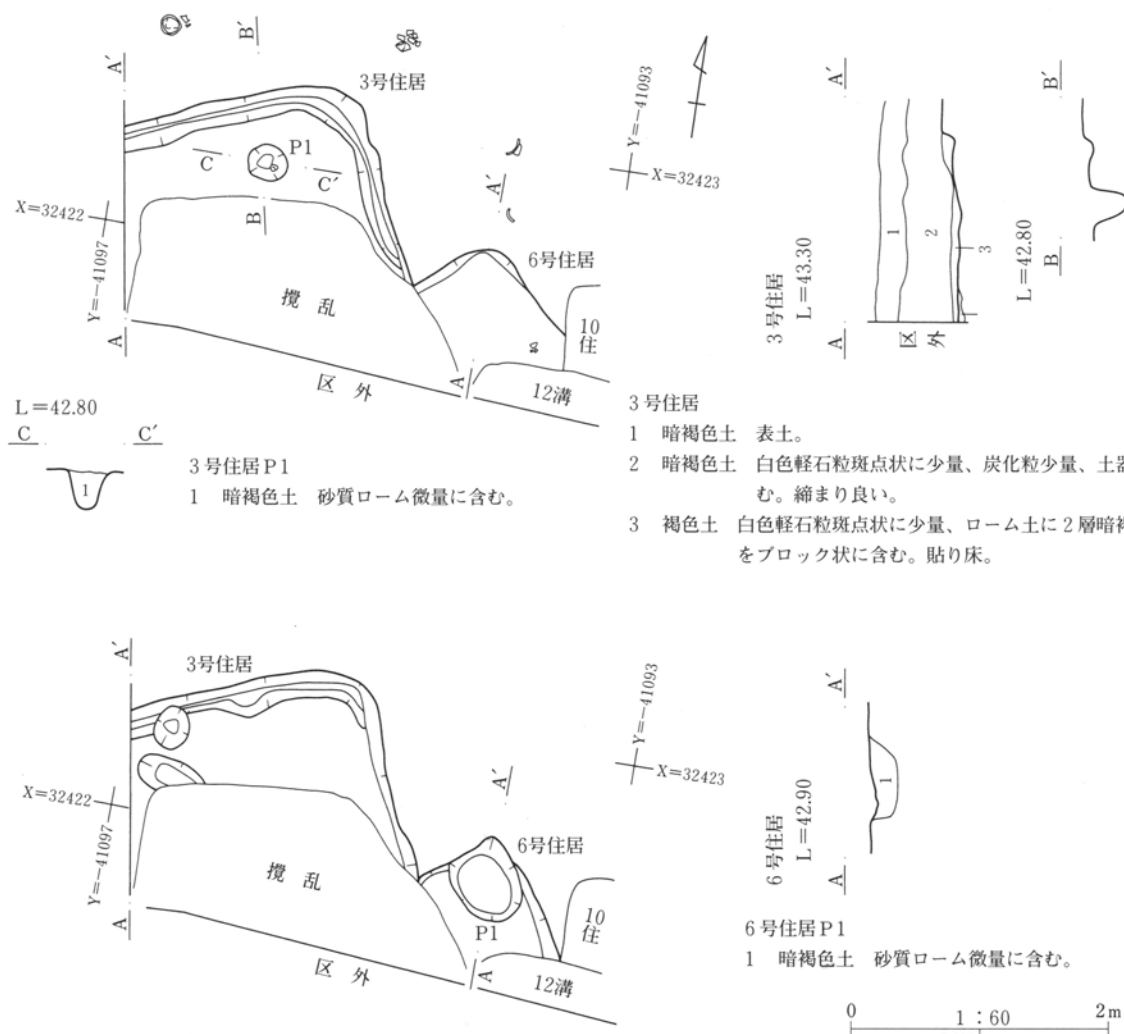 A′
B′
3号住居
C
P1
C′
B
X=32422
Y=-41097
A
攪乱
区外
A′
6号住居
10住
12溝
A
Y=-41093
X=32423
A′
1
2
3
3号住居
L=43.30
A
区外
B′
L=42.80
B
L=42.80
C
C′
1
3号住居P1
1 暗褐色土 砂質ローム微量に含む。
3号住居
1 暗褐色土 表土。
2 暗褐色土 白色軽石粒斑点状に少量、炭化粒少量、土器
む。締まり良い。
3 褐色土 白色軽石粒斑点状に少量、ローム土に2層暗褐
をブロック状に含む。貼り床。
A′
3号住居
X=32422
Y=-41097
A
攪乱
区外
A′
6号住居
P1
10住
12溝
A
Y=-41093
X=32423
A′
1
6号住居
L=42.90
A
6号住居P1
1 暗褐色土 砂質ローム微量に含む。
0
1:60
2m